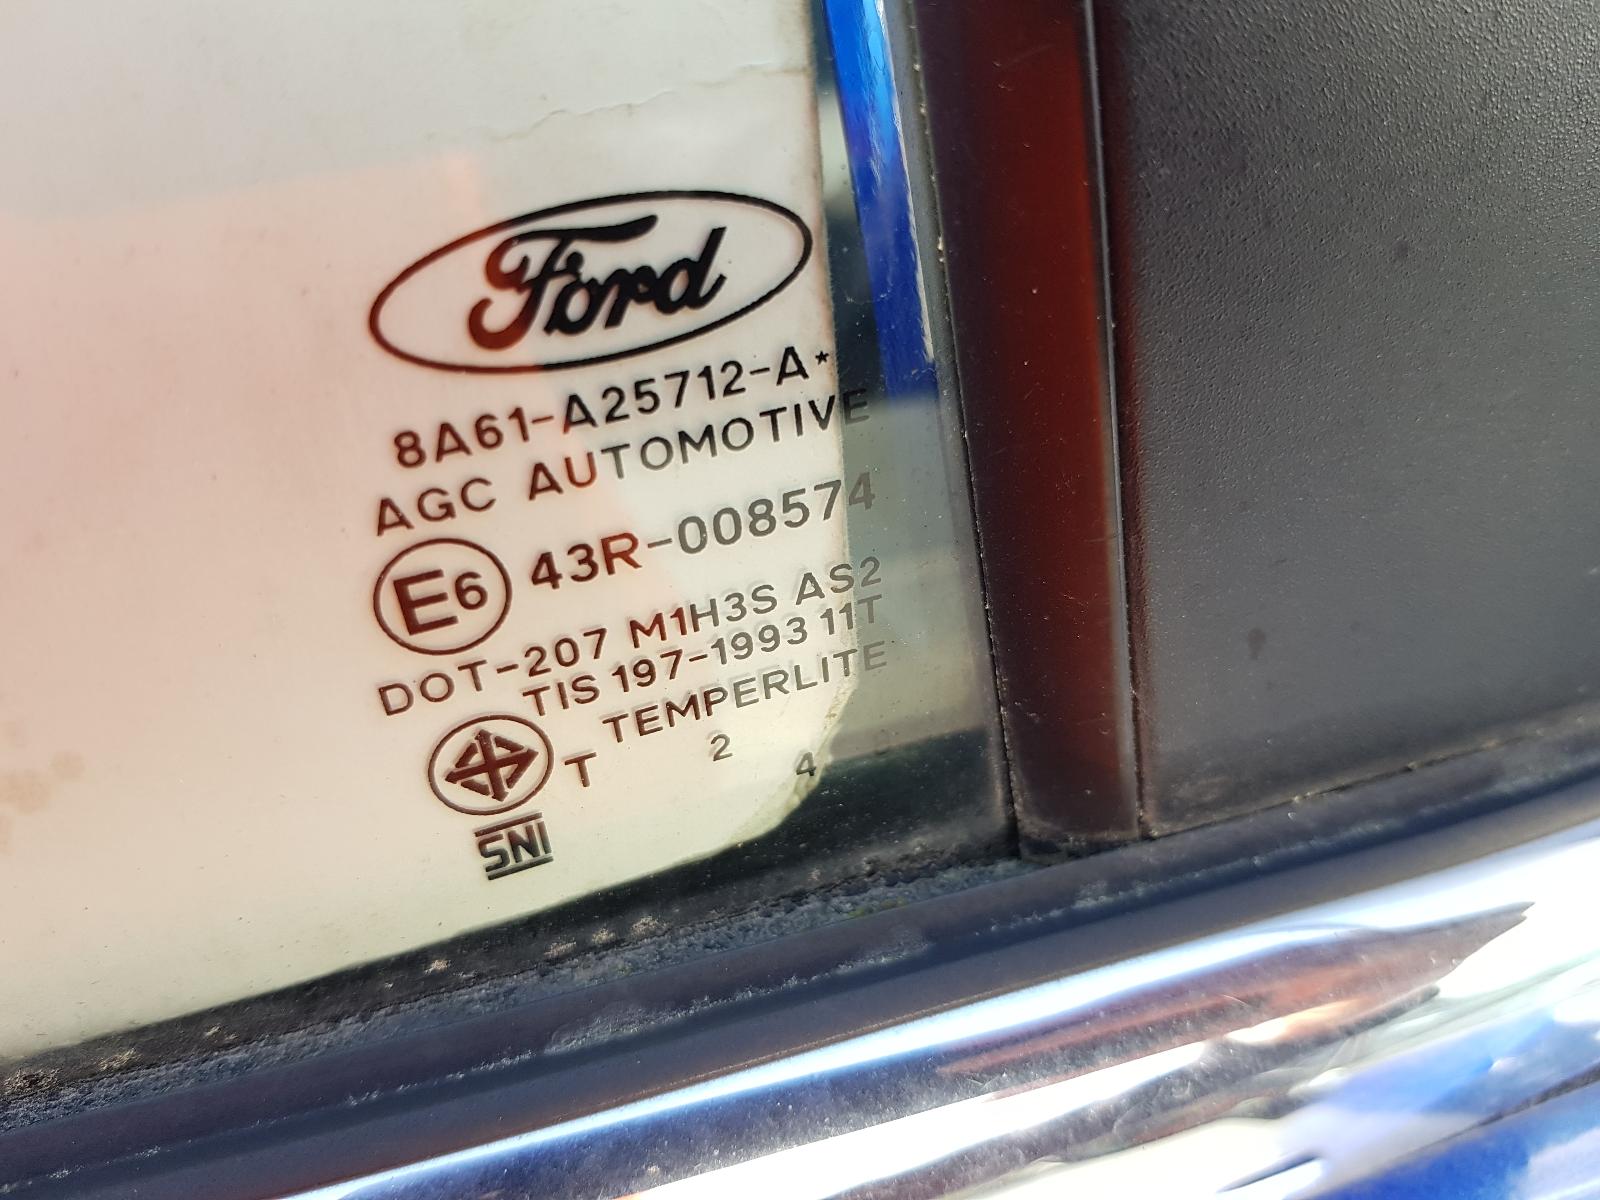 Ford
8A61-A25712-A*
AGC AUTOMOTIVE
E6 43R-008574
DOT-207 M1H3S AS2
TIS 197-1993 11T
TEMPERLITE
T 2 4
SNI